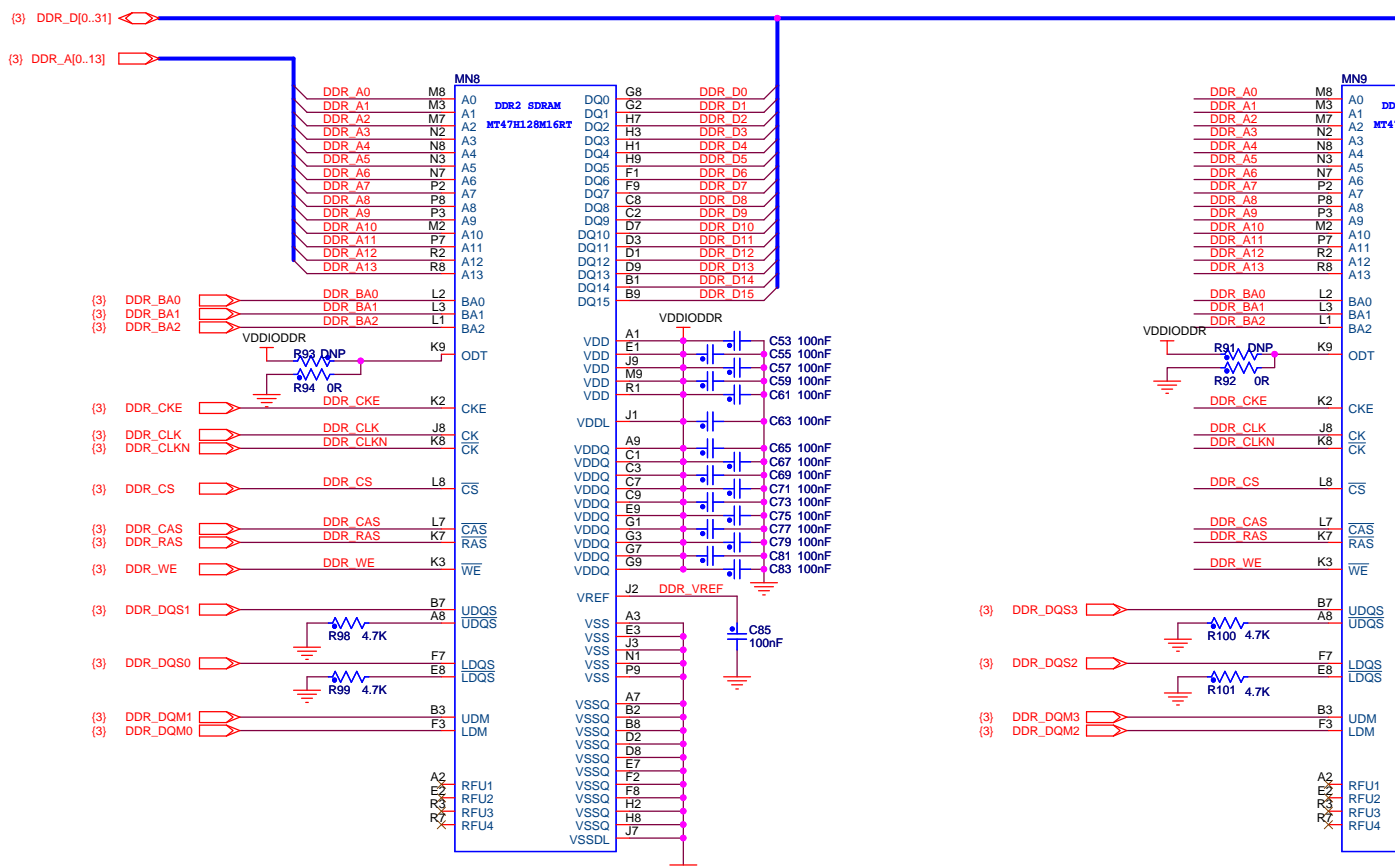 {3} DDR_D[0..31]
{3} DDR_A[0..13]
MN8
DDR2 SDRAM
MT47H128M16RT
DDR_A0 M8 A0 DQ0 G8 DDR_D0
DDR_A1 M3 A1 DQ1 G2 DDR_D1
DDR_A2 M7 A2 DQ2 H7 DDR_D2
DDR_A3 N2 A3 DQ3 H3 DDR_D3
DDR_A4 N8 A4 DQ4 H1 DDR_D4
DDR_A5 N3 A5 DQ5 H9 DDR_D5
DDR_A6 N7 A6 DQ6 F1 DDR_D6
DDR_A7 P2 A7 DQ7 F9 DDR_D7
DDR_A8 P8 A8 DQ8 C8 DDR_D8
DDR_A9 P3 A9 DQ9 C2 DDR_D9
DDR_A10 M2 A10 DQ10 D7 DDR_D10
DDR_A11 P7 A11 DQ11 D3 DDR_D11
DDR_A12 R2 A12 DQ12 D1 DDR_D12
DDR_A13 R8 A13 DQ13 D9 DDR_D13
DQ14 B1 DDR_D14
DQ15 B9 DDR_D15
{3} DDR_BA0 DDR_BA0 L2 BA0
{3} DDR_BA1 DDR_BA1 L3 BA1
{3} DDR_BA2 DDR_BA2 L1 BA2
VDDIODDR
R93 DNP
R94 0R
K9 ODT
{3} DDR_CKE DDR_CKE K2 CKE
{3} DDR_CLK DDR_CLK J8 CK
{3} DDR_CLKN DDR_CLKN K8 CK
{3} DDR_CS DDR_CS L8 CS
{3} DDR_CAS DDR_CAS L7 CAS
{3} DDR_RAS DDR_RAS K7 RAS
{3} DDR_WE DDR_WE K3 WE
{3} DDR_DQS1 B7 UDQS
A8 UDQS
R98 4.7K
{3} DDR_DQS0 F7 LDQS
E8 LDQS
R99 4.7K
{3} DDR_DQM1 B3 UDM
{3} DDR_DQM0 F3 LDM
A2 RFU1
E2 RFU2
R3 RFU3
R7 RFU4
VDDIODDR
VDD A1 C53 100nF
VDD E1 C55 100nF
VDD J9 C57 100nF
VDD M9 C59 100nF
VDD R1 C61 100nF
VDDL J1 C63 100nF
VDDQ A9 C65 100nF
VDDQ C1 C67 100nF
VDDQ C3 C69 100nF
VDDQ C7 C71 100nF
VDDQ C9 C73 100nF
VDDQ E9 C75 100nF
VDDQ G1 C77 100nF
VDDQ G3 C79 100nF
VDDQ G7 C81 100nF
VDDQ G9 C83 100nF
VREF J2 DDR_VREF
C85
100nF
VSS A3
VSS E3
VSS J3
VSS N1
VSS P9
VSSQ A7
VSSQ B2
VSSQ B8
VSSQ D2
VSSQ D8
VSSQ E7
VSSQ F2
VSSQ F8
VSSQ H2
VSSQ H8
VSSDL J7
MN9
DD
MT47
DDR_A0 M8 A0
DDR_A1 M3 A1
DDR_A2 M7 A2
DDR_A3 N2 A3
DDR_A4 N8 A4
DDR_A5 N3 A5
DDR_A6 N7 A6
DDR_A7 P2 A7
DDR_A8 P8 A8
DDR_A9 P3 A9
DDR_A10 M2 A10
DDR_A11 P7 A11
DDR_A12 R2 A12
DDR_A13 R8 A13
DDR_BA0 L2 BA0
DDR_BA1 L3 BA1
DDR_BA2 L1 BA2
VDDIODDR
R91 DNP
R92 0R
K9 ODT
DDR_CKE K2 CKE
DDR_CLK J8 CK
DDR_CLKN K8 CK
DDR_CS L8 CS
DDR_CAS L7 CAS
DDR_RAS K7 RAS
DDR_WE K3 WE
{3} DDR_DQS3 B7 UDQS
A8 UDQS
R100 4.7K
{3} DDR_DQS2 F7 LDQS
E8 LDQS
R101 4.7K
{3} DDR_DQM3 B3 UDM
{3} DDR_DQM2 F3 LDM
A2 RFU1
E2 RFU2
R3 RFU3
R7 RFU4